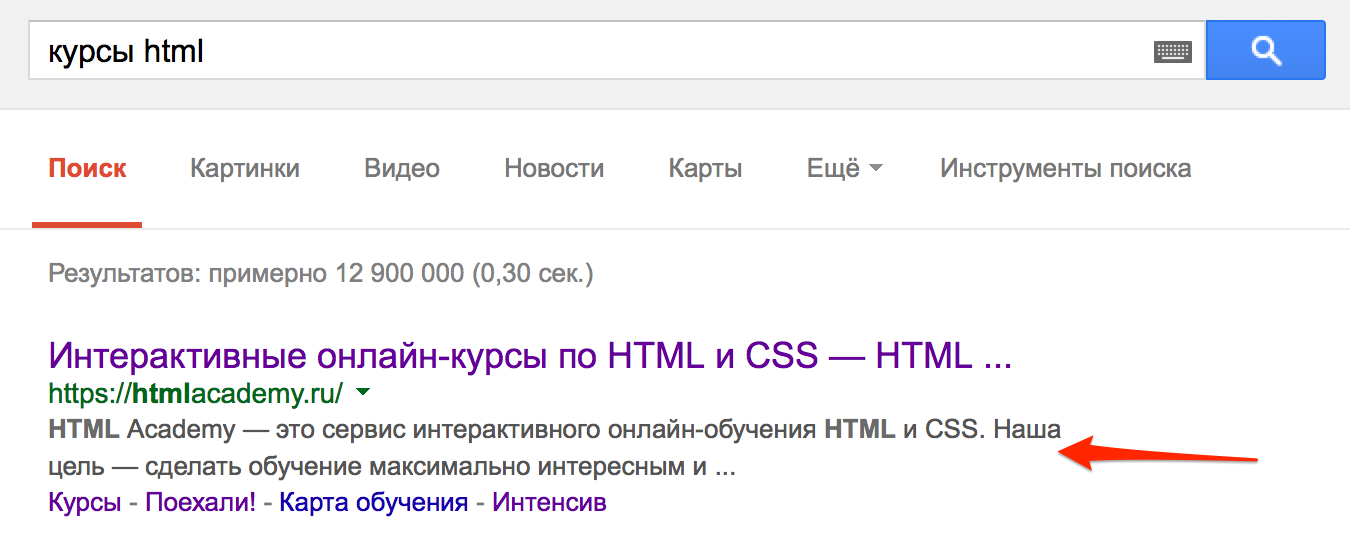 курсы html
Поиск Картинки Видео Новости Карты Ещё Инструменты поиска
Результатов: примерно 12 900 000 (0,30 сек.)
Интерактивные онлайн-курсы по HTML и CSS — HTML ...
https://htmlacademy.ru/
HTML Academy — это сервис интерактивного онлайн-обучения HTML и CSS. Наша
цель — сделать обучение максимально интересным и ...
Курсы - Поехали! - Карта обучения - Интенсив